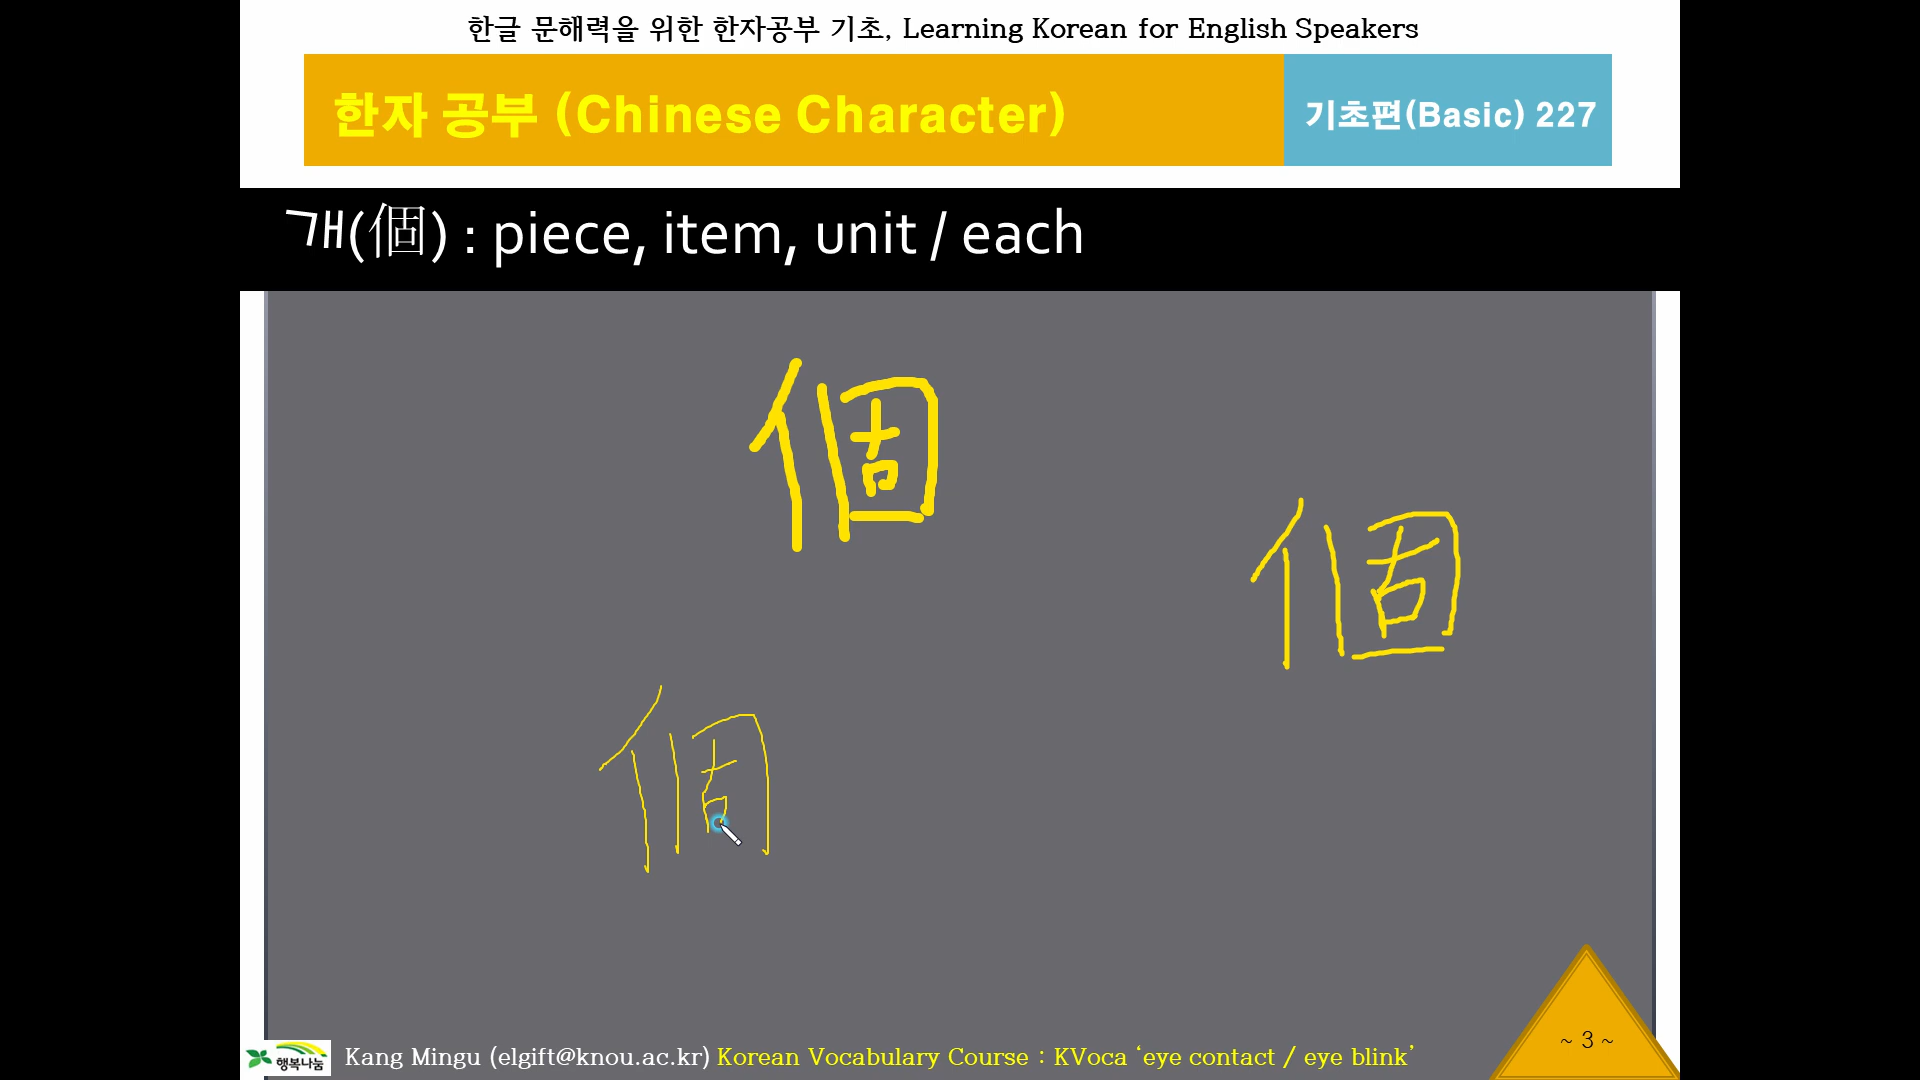 한글 문해력을 위한 한자공부 기초, Learning Korean for English Speakers
한자 공부 (Chinese Character)
기초편(Basic) 227
개(個) : piece, item, unit / each
個
個
個
~ 3 ~
행복나눔
Kang Mingu (elgift@knou.ac.kr) Korean Vocabulary Course : KVoca ‘eye contact / eye blink’